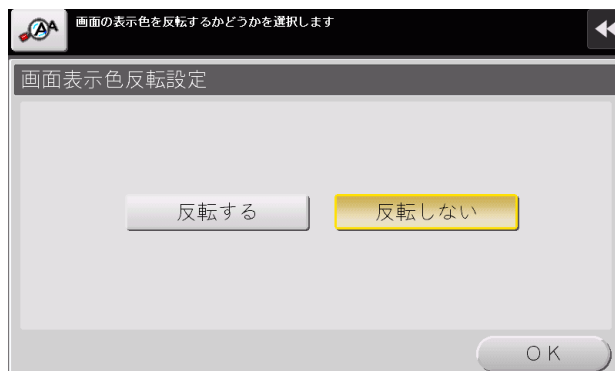 画面の表示色を反転するかどうかを選択します
画面表示色反転設定
反転する
反転しない
ＯＫ